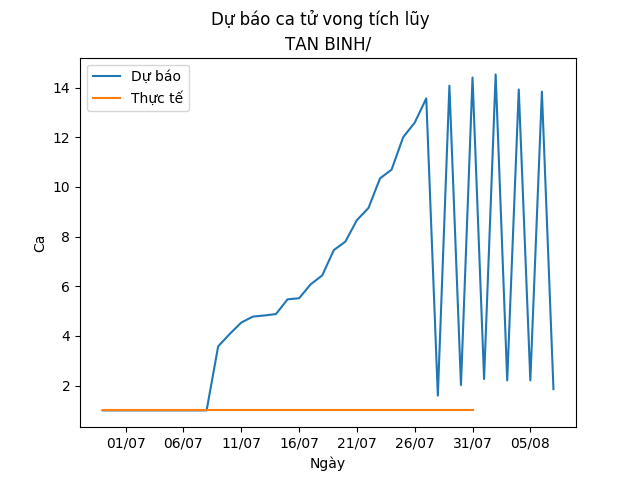 Dự báo ca tử vong tích lũy
TAN BINH/
Dự báo
Thực tế
14
12
10
8
6
4
2
Ca
01/07 06/07 11/07 16/07 21/07 26/07 31/07 05/08
Ngày